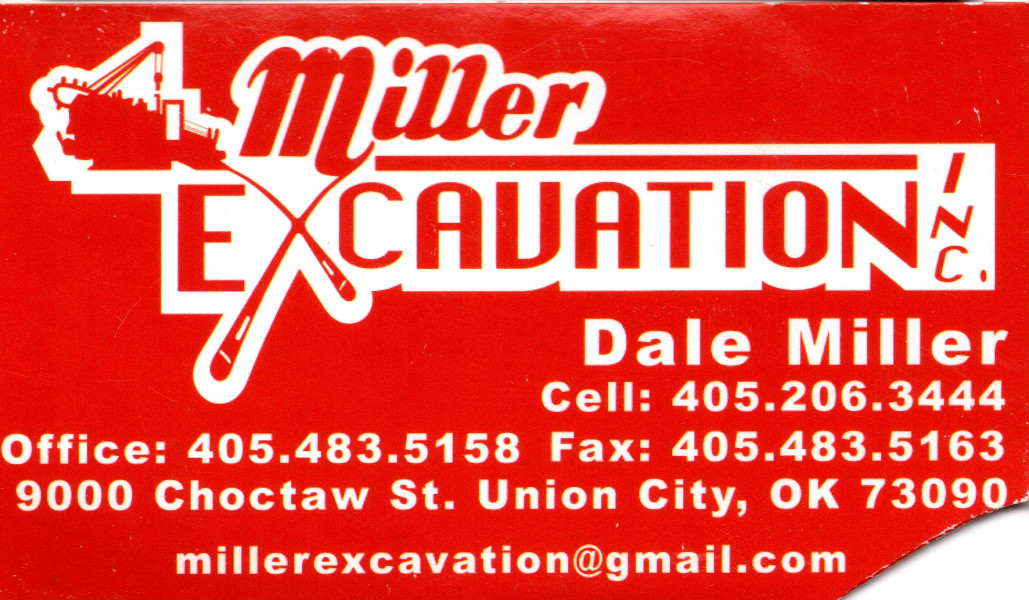 Miller
EXCAVATION INC.
Dale Miller
Cell: 405.206.3444
Office: 405.483.5158 Fax: 405.483.5163
9000 Choctaw St. Union City, OK 73090
millerexcavation@gmail.com